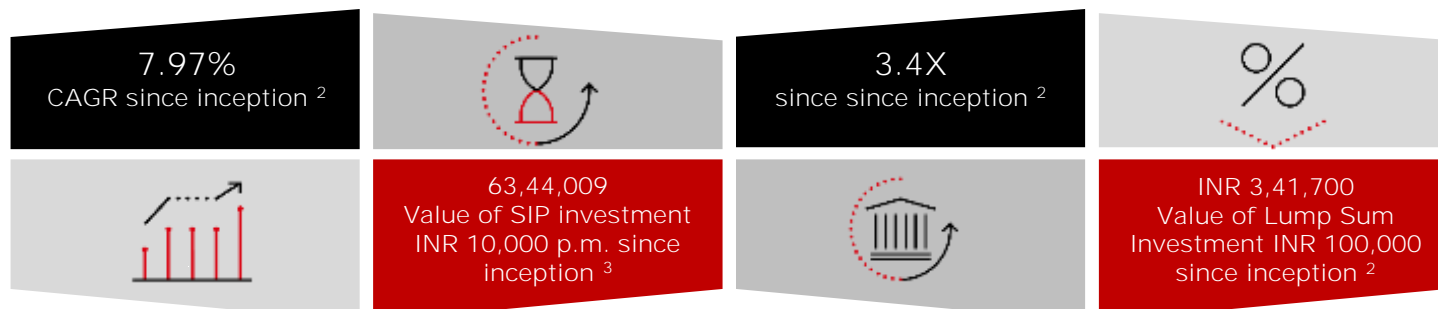 7.97%
CAGR since inception ²
3.4X
since since inception ²
63,44,009
Value of SIP investment
INR 10,000 p.m. since
inception ³
INR 3,41,700
Value of Lump Sum
Investment INR 100,000
since inception ²